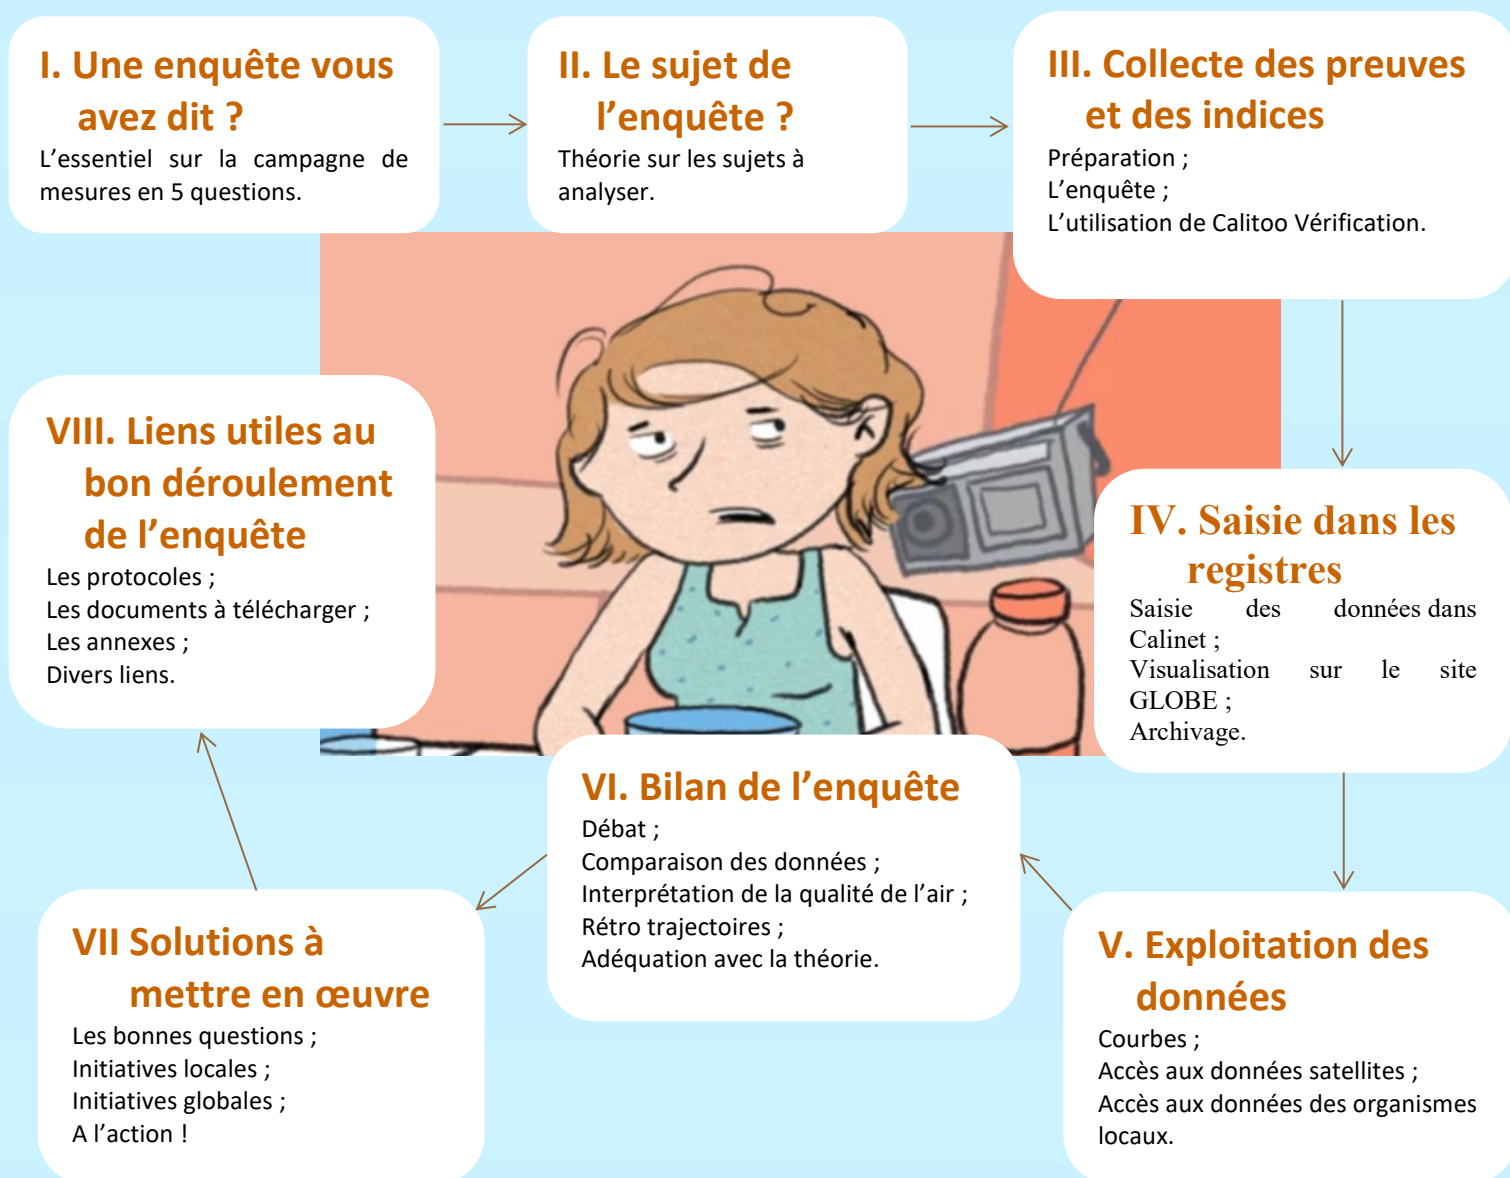 I. Une enquête vous
avez dit ?
L'essentiel sur la campagne de
mesures en 5 questions.
II. Le sujet de
l'enquête ?
Théorie sur les sujets à
analyser.
III. Collecte des preuves
et des indices
Préparation ;
L'enquête ;
L'utilisation de Calitoo Vérification.
IV. Saisie dans les
registres
Saisie des données dans
Calinet ;
Visualisation sur le site
GLOBE ;
Archivage.
V. Exploitation des
données
Courbes ;
Accès aux données satellites ;
Accès aux données des organismes
locaux.
VI. Bilan de l'enquête
Débat ;
Comparaison des données ;
Interprétation de la qualité de l'air ;
Rétro trajectoires ;
Adéquation avec la théorie.
VII Solutions à
mettre en œuvre
Les bonnes questions ;
Initiatives locales ;
Initiatives globales ;
A l'action !
VIII. Liens utiles au
bon déroulement
de l'enquête
Les protocoles ;
Les documents à télécharger ;
Les annexes ;
Divers liens.